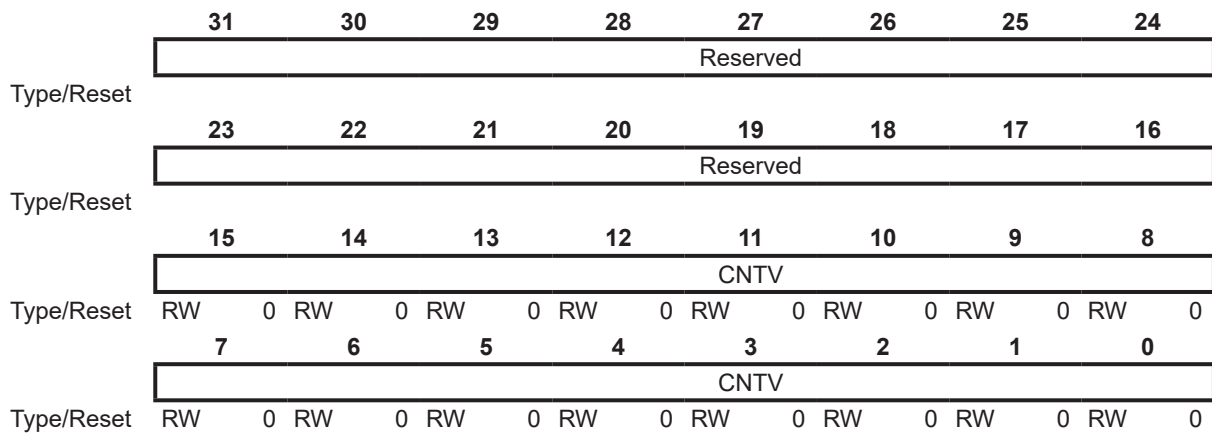 31 30 29 28 27 26 25 24
Reserved
Type/Reset
23 22 21 20 19 18 17 16
Reserved
Type/Reset
15 14 13 12 11 10 9 8
CNTV
Type/Reset RW 0 RW 0 RW 0 RW 0 RW 0 RW 0 RW 0 RW 0
7 6 5 4 3 2 1 0
CNTV
Type/Reset RW 0 RW 0 RW 0 RW 0 RW 0 RW 0 RW 0 RW 0